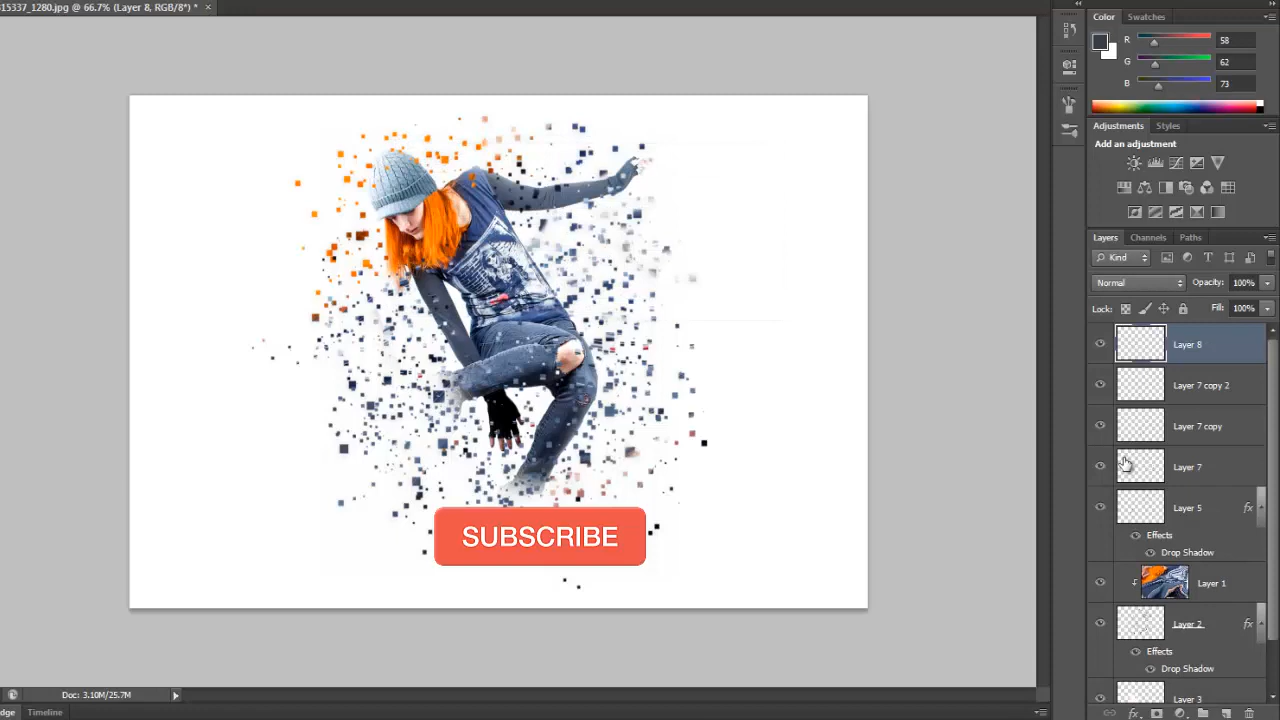 15337_1280.jpg @ 66.7% (Layer 8, RGB/8*) * ×
Color Swatches
R 58
G 62
B 73
Adjustments Styles
Add an adjustment
Layers Channels Paths
Kind
Normal Opacity: 100%
Lock: Fill: 100%
Layer 8
Layer 7 copy 2
Layer 7 copy
Layer 7
Layer 5 fx
Effects
Drop Shadow
Layer 1
Layer 2 fx
Effects
Drop Shadow
Layer 3
SUBSCRIBE
Doc: 3.10M/25.7M
dge Timeline